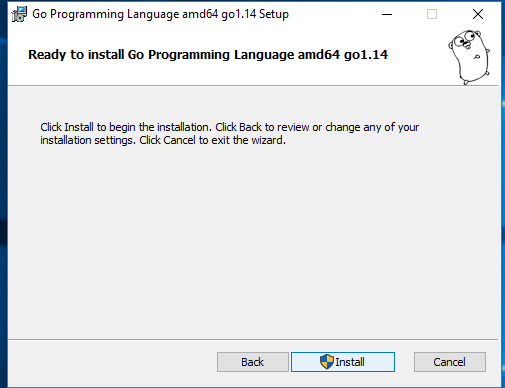 Go Programming Language amd64 go1.14 Setup
Ready to install Go Programming Language amd64 go1.14
Click Install to begin the installation. Click Back to review or change any of your
installation settings. Click Cancel to exit the wizard.
Back Install Cancel